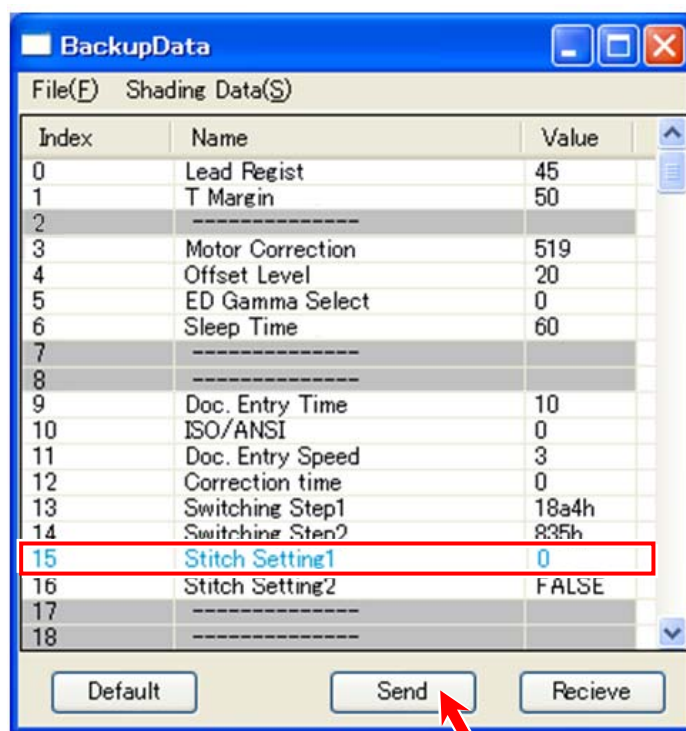 BackupData
File(F) Shading Data(S)
Index Name Value
0 Lead Regist 45
1 T Margin 50
2 --------------
3 Motor Correction 519
4 Offset Level 20
5 ED Gamma Select 0
6 Sleep Time 60
7 --------------
8 --------------
9 Doc. Entry Time 10
10 ISO/ANSI 0
11 Doc. Entry Speed 3
12 Correction time 0
13 Switching Step1 18a4h
14 Switching Step2 835h
15 Stitch Setting1 0
16 Stitch Setting2 FALSE
17 --------------
18 --------------
Default Send Recieve